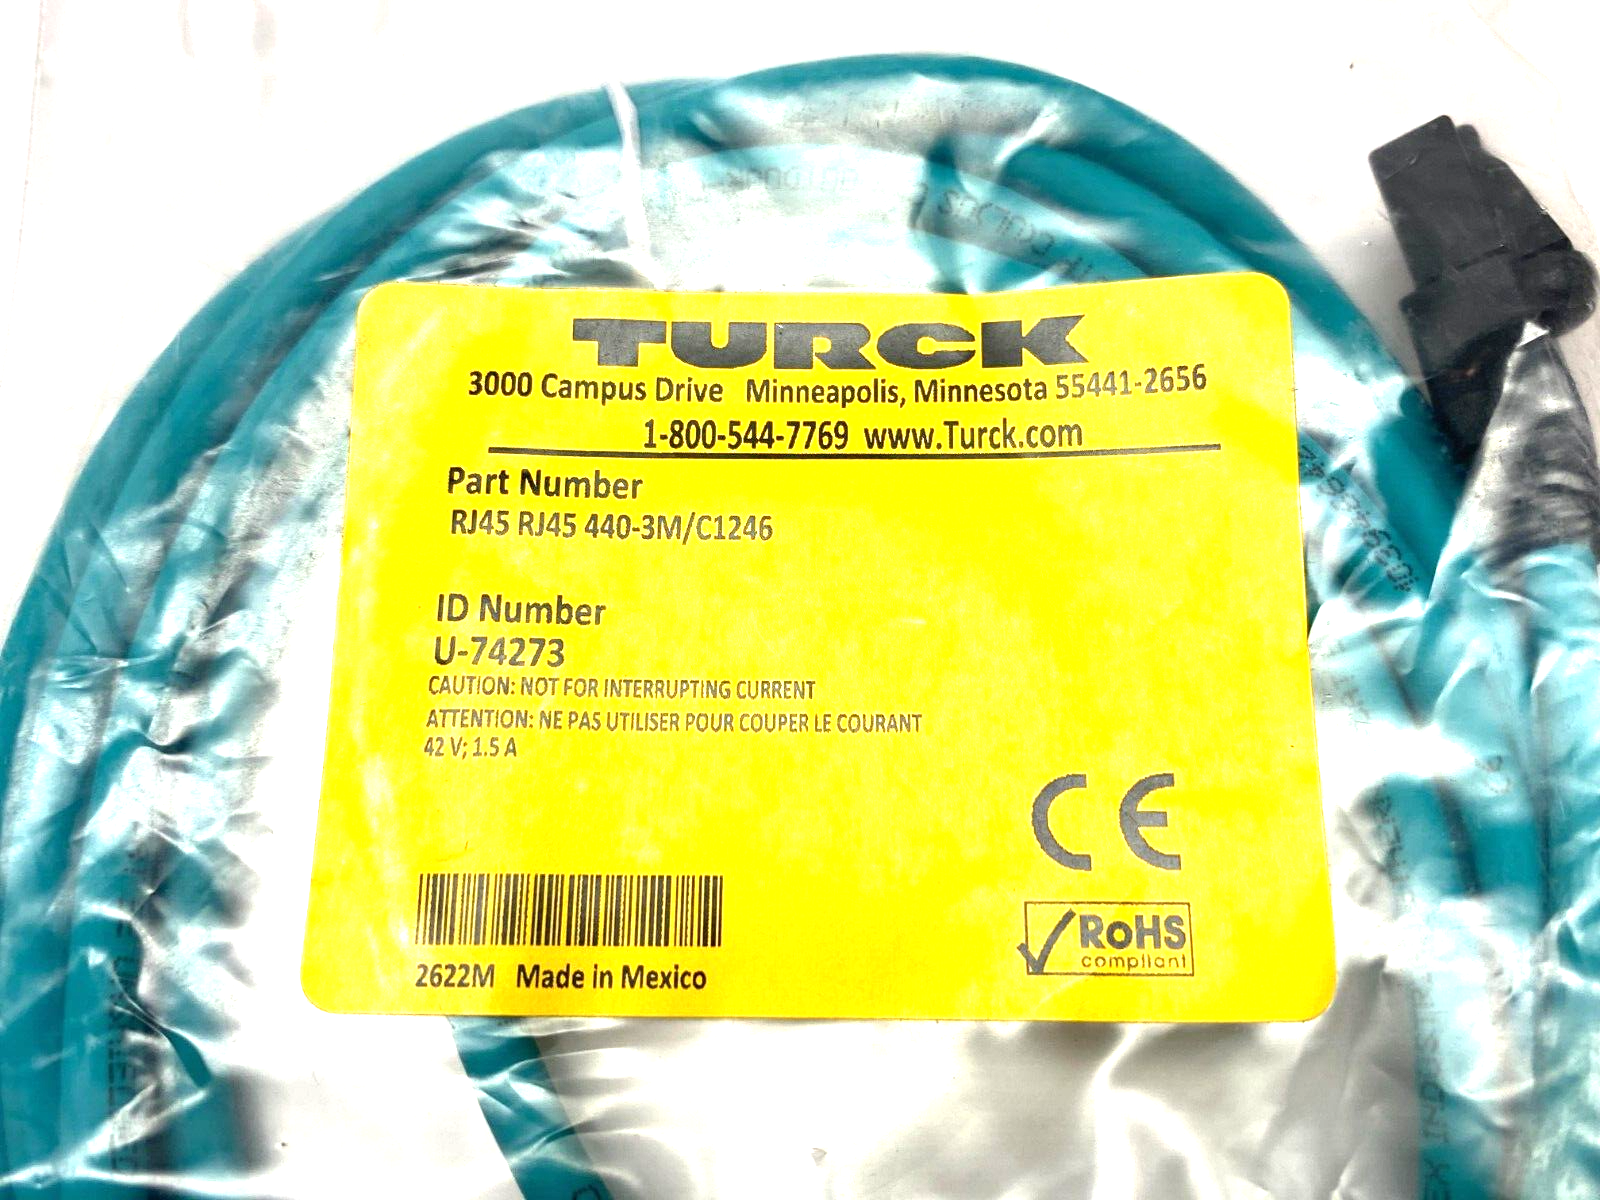 TURCK
3000 Campus Drive Minneapolis, Minnesota 55441-2656
1-800-544-7769 www.Turck.com
Part Number
RJ45 RJ45 440-3M/C1246
ID Number
U-74273
CAUTION: NOT FOR INTERRUPTING CURRENT
ATTENTION: NE PAS UTILISER POUR COUPER LE COURANT
42 V; 1.5 A
CE
RoHS
compliant
2622M Made in Mexico